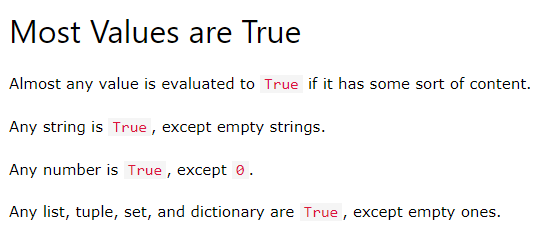 Most Values are True
Almost any value is evaluated to True if it has some sort of content.
Any string is True, except empty strings.
Any number is True, except 0.
Any list, tuple, set, and dictionary are True, except empty ones.